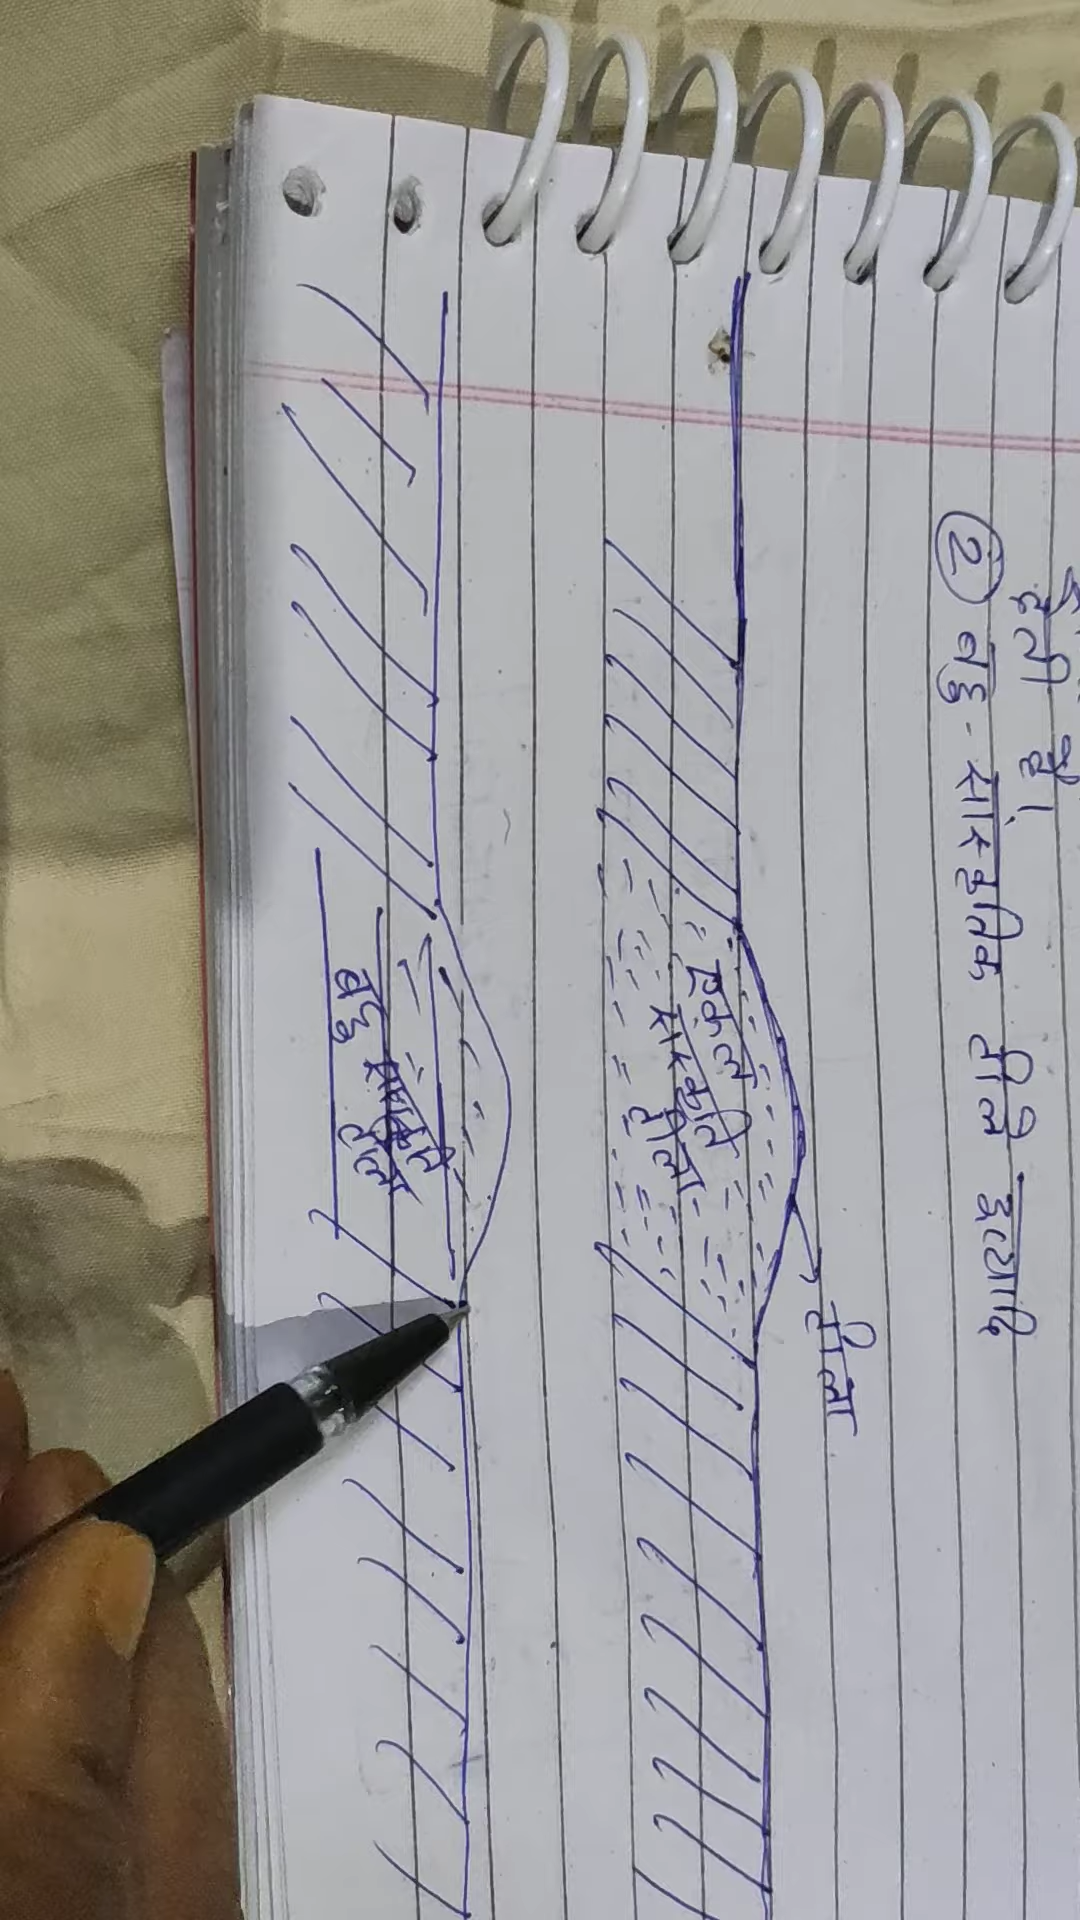 देती है।
② बहु-सांस्कृतिक टीले इत्यादि
टीला
एकल
संस्कृति
टीला
बहु संस्कृति
टीला